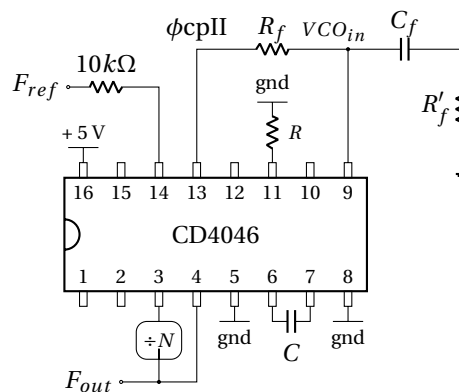 ϕcpII R_f VCO_in C_f
10kΩ
F_ref
gnd
R'_f
+5V
R
16 15 14 13 12 11 10 9
CD4046
1 2 3 4 5 6 7 8
÷N
gnd
C
gnd
F_out